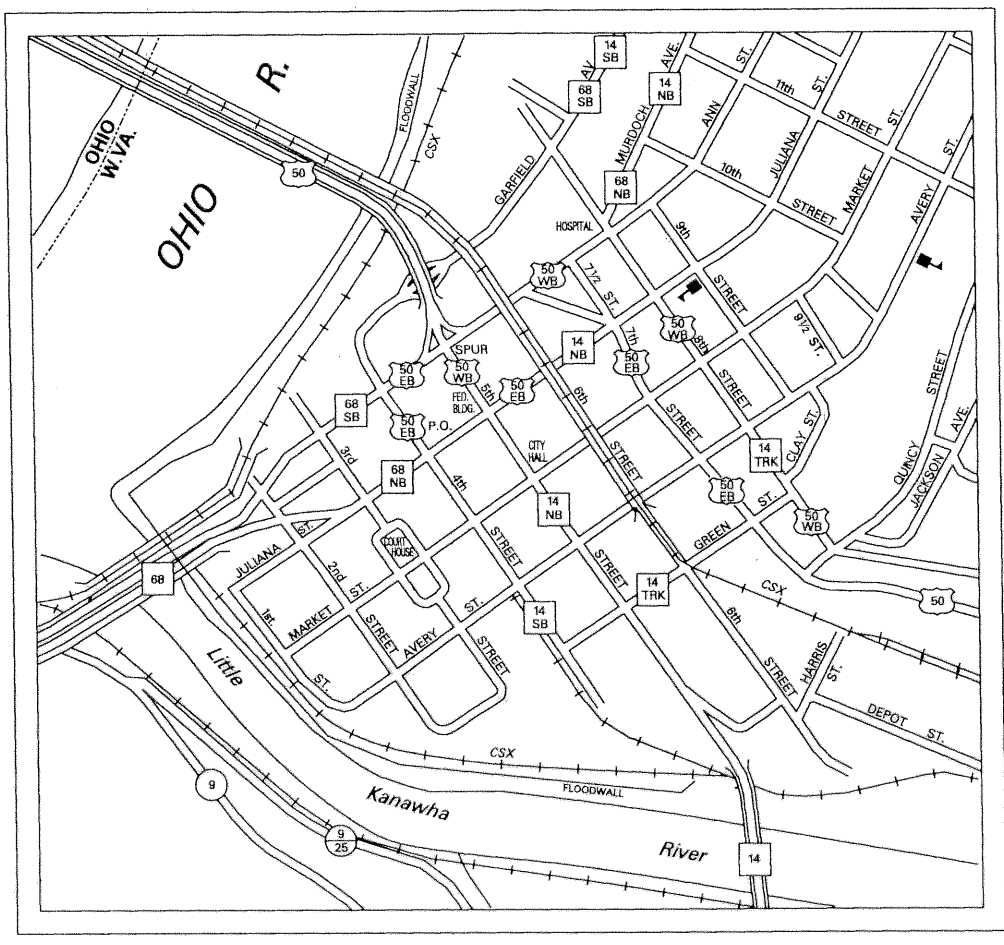 14
SB
AV.
68
SB
14
NB
AVE.
MURDOCH
68
NB
ANN
ST.
11th
STREET
ST.
JULIANA
10th
STREET
ST.
MARKET
ST.
AVERY
OHIO
W.VA.
R.
OHIO
50
FLOODWALL
CSX
GARFIELD
HOSPITAL
9th
STREET
7 1/2
ST.
50
WB
50
WB
8th
STREET
9 1/2 ST.
7th
STREET
50
EB
14
NB
SPUR
50
EB
50
WB
5th
50
EB
FED.
BLDG.
6th
STREET
68
SB
50
EB
P.O.
CITY
HALL
3rd
68
NB
4th
STREET
14
NB
STREET
14
TRK
CLAY ST.
QUINCY
STREET
JACKSON
AVE.
50
EB
50
WB
GREEN
ST.
COURT
HOUSE
68
JULIANA
ST.
2nd
STREET
1st.
ST.
MARKET
ST.
AVERY
ST.
STREET
14
SB
14
TRK
CSX
50
6th
STREET
HARRIS
ST.
DEPOT
ST.
Little
Kanawha
River
CSX
FLOODWALL
9
9
25
14